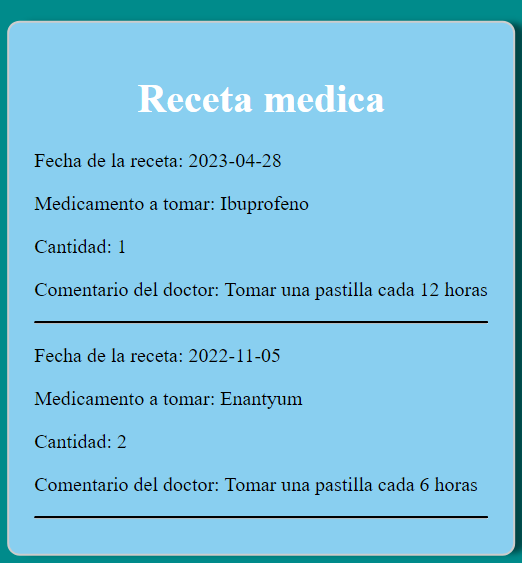 Receta medica
Fecha de la receta: 2023-04-28
Medicamento a tomar: Ibuprofeno
Cantidad: 1
Comentario del doctor: Tomar una pastilla cada 12 horas
Fecha de la receta: 2022-11-05
Medicamento a tomar: Enantyum
Cantidad: 2
Comentario del doctor: Tomar una pastilla cada 6 horas